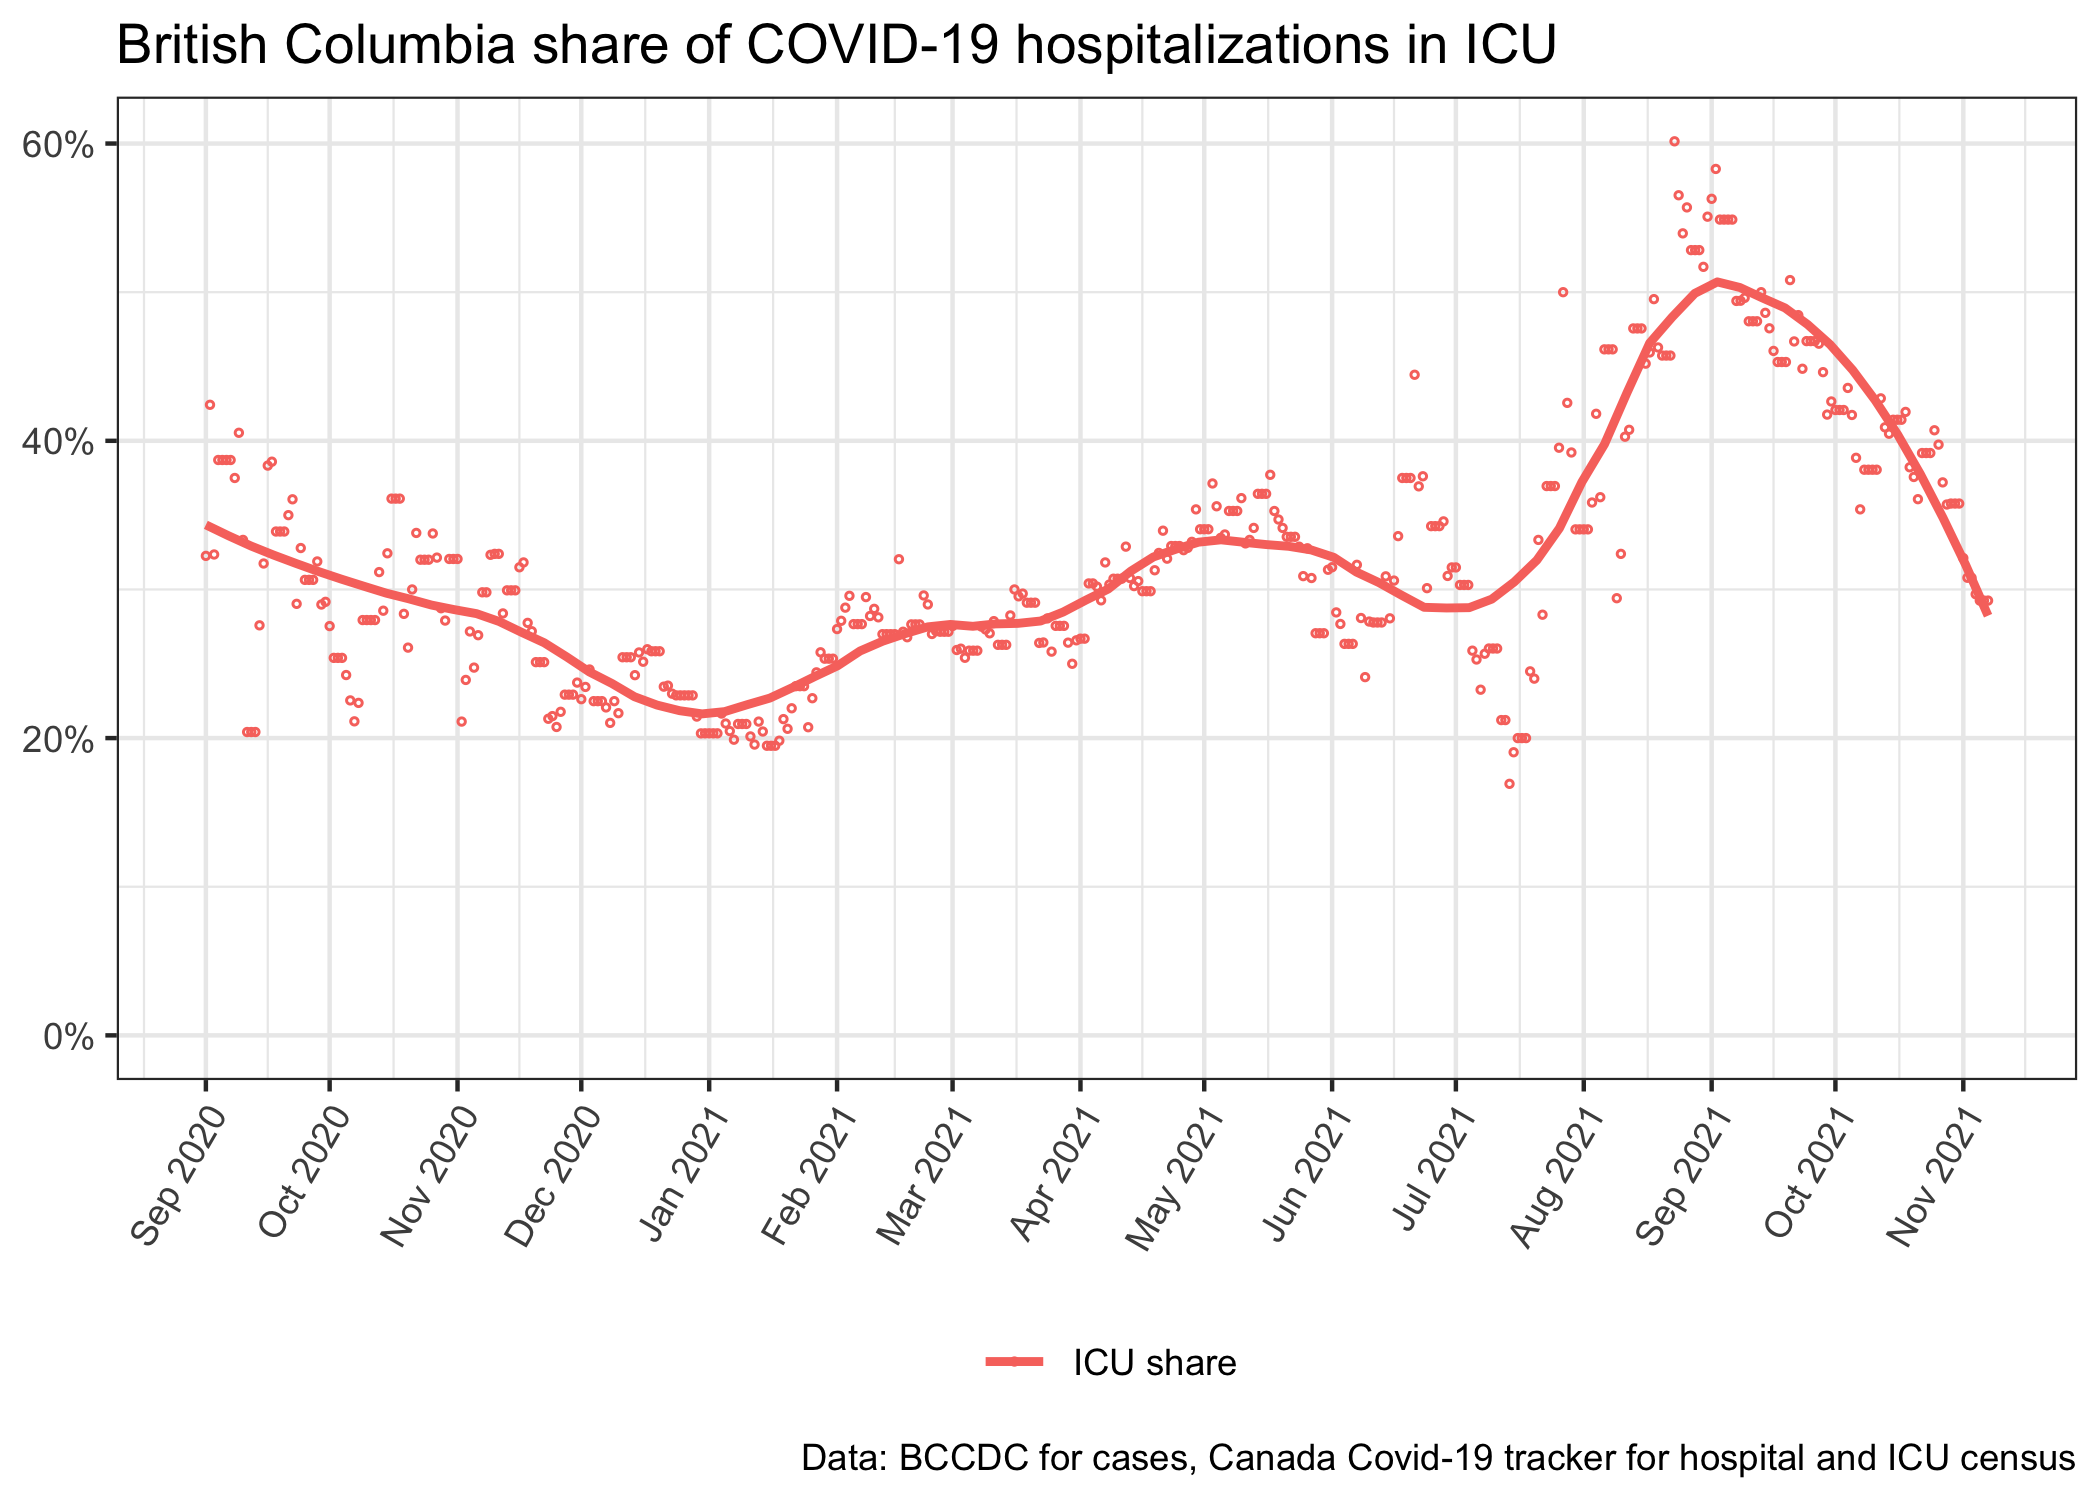 British Columbia share of COVID-19 hospitalizations in ICU
60%
40%
20%
0%
Sep 2020
Oct 2020
Nov 2020
Dec 2020
Jan 2021
Feb 2021
Mar 2021
Apr 2021
May 2021
Jun 2021
Jul 2021
Aug 2021
Sep 2021
Oct 2021
Nov 2021
ICU share
Data: BCCDC for cases, Canada Covid-19 tracker for hospital and ICU census